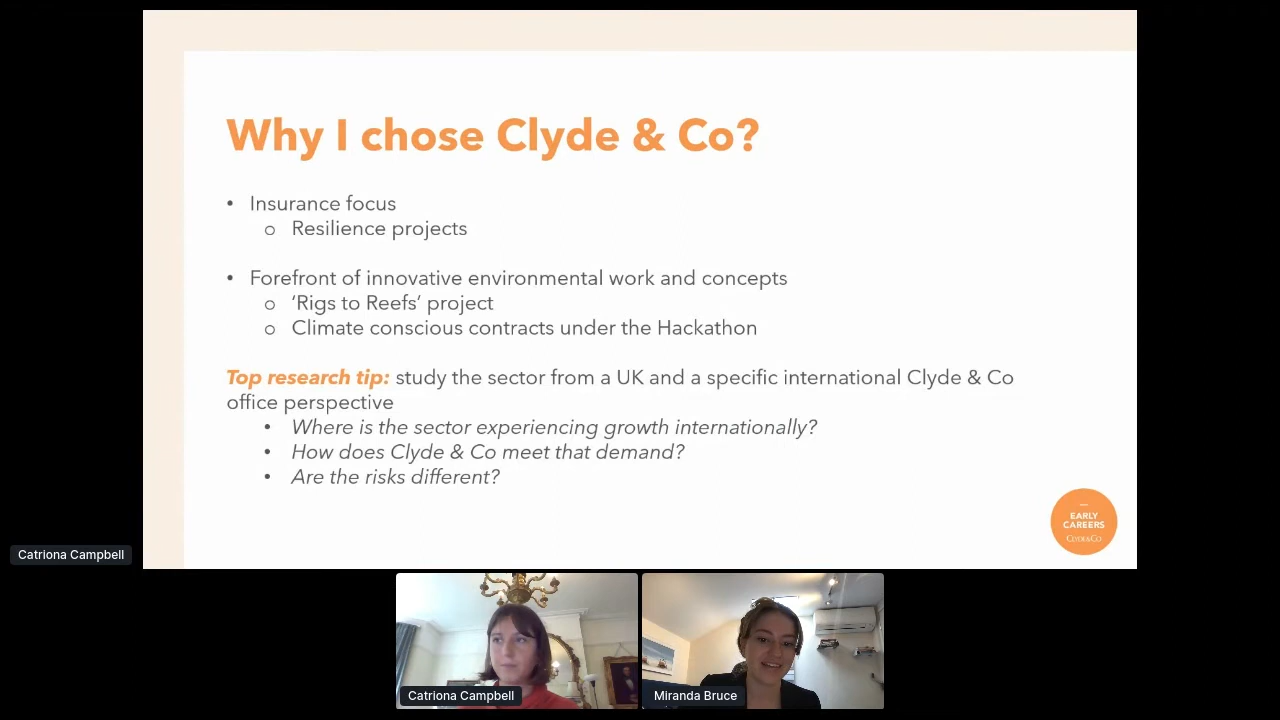 Why I chose Clyde & Co?
• Insurance focus
o Resilience projects
• Forefront of innovative environmental work and concepts
o ‘Rigs to Reefs’ project
o Climate conscious contracts under the Hackathon
Top research tip: study the sector from a UK and a specific international Clyde & Co
office perspective
• Where is the sector experiencing growth internationally?
• How does Clyde & Co meet that demand?
• Are the risks different?
EARLY
CAREERS
CLYDE&CO
Catriona Campbell
Catriona Campbell
Miranda Bruce